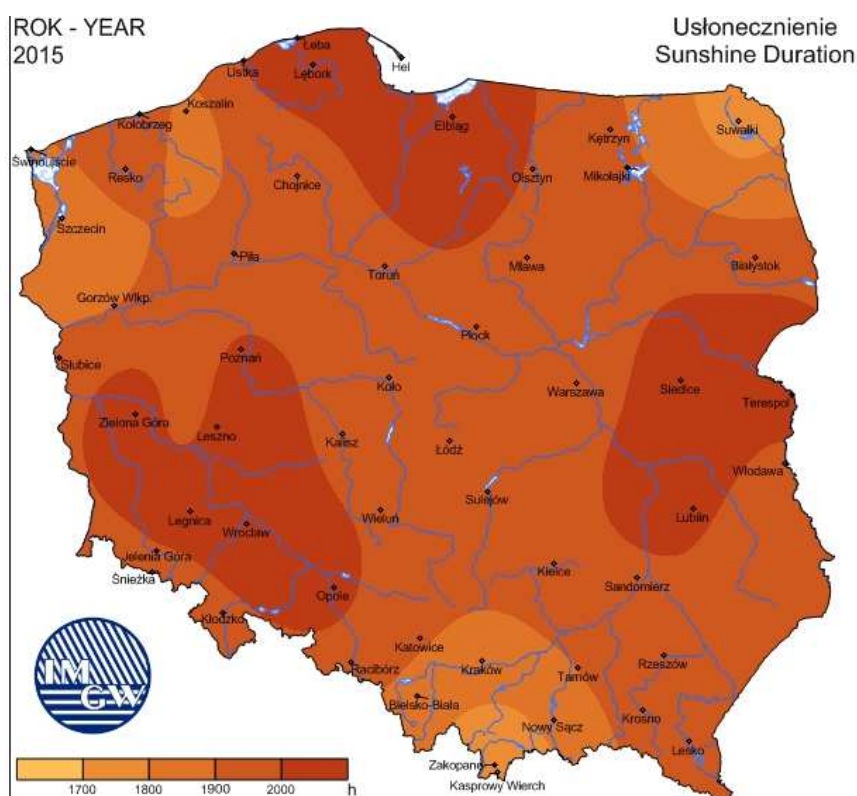 ROK - YEAR
2015
Usłonecznienie
Sunshine Duration
Łeba
Hel
Ustka
Lębork
Koszalin
Kołobrzeg
Elbląg
Suwałki
Kętrzyn
Świnoujście
Resko
Chojnice
Olsztyn
Mikołajki
Szczecin
Piła
Toruń
Mława
Białystok
Gorzów Wlkp.
Płock
Słubice
Poznań
Koło
Warszawa
Siedlce
Terespol
Zielona Góra
Leszno
Kalisz
Łódź
Włodawa
Sulejów
Legnica
Wrocław
Wieluń
Lublin
Jelenia Góra
Śnieżka
Opole
Kielce
Sandomierz
Kłodzko
Katowice
Kraków
Racibórz
Tarnów
Rzeszów
Bielsko-Biała
Nowy Sącz
Krosno
Lesko
Zakopane
Kasprowy Wierch
IM
GW
1700 1800 1900 2000 h